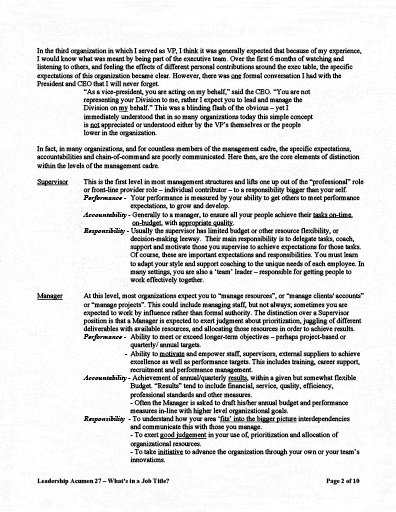 In the third organization in which I served as VP, I think it was generally expected that because of my experience,
I would know what was meant by being part of the executive team. Over the first 6 months of watching and
listening to others, and feeling the effects of different personal contributions around the exec table, the specific
expectations of this organization became clear. However, there was one formal conversation I had with the
President and CEO that I will never forget.
"As a vice-president, you are acting on my behalf," said the CEO. "You are not
representing your Division to me, rather I expect you to lead and manage the
Division on my behalf." This was a blinding flash of the obvious – yet I
immediately understood that in so many organizations today this simple concept
is not appreciated or understood either by the VP's themselves or the people
lower in the organization.
In fact, in many organizations, and for countless members of the management cadre, the specific expectations,
accountabilities and chain-of-command are poorly communicated. Here then, are the core elements of distinction
within the levels of the management cadre.
Supervisor This is the first level in most management structures and lifts one up out of the "professional" role
or front-line provider role – individual contributor – to a responsibility bigger than your self.
Performance - Your performance is measured by your ability to get others to meet performance
expectations, to grow and develop.
Accountability - Generally to a manager, to ensure all your people achieve their tasks on-time,
on-budget, with appropriate quality.
Responsibility - Usually the supervisor has limited budget or other resource flexibility, or
decision-making leeway. Their main responsibility is to delegate tasks, coach,
support and motivate those you supervise to achieve expectations for those tasks.
Of course, these are important expectations and responsibilities. You must learn
to adapt your style and support coaching to the unique needs of each employee. In
many settings, you are also a 'team' leader – responsible for getting people to
work effectively together.
Manager At this level, most organizations expect you to "manage resources", or "manage clients/ accounts"
or "manage projects". This could include managing staff, but not always; sometimes you are
expected to work by influence rather than formal authority. The distinction over a Supervisor
position is that a Manager is expected to exert judgment about prioritization, juggling of different
deliverables with available resources, and allocating those resources in order to achieve results.
Performance - Ability to meet or exceed longer-term objectives – perhaps project-based or
quarterly/ annual targets.
- Ability to motivate and empower staff, supervisors, external suppliers to achieve
excellence as well as performance targets. This includes training, career support,
recruitment and performance management.
Accountability - Achievement of annual/quarterly results, within a given but somewhat flexible
Budget. "Results" tend to include financial, service, quality, efficiency,
professional standards and other measures.
- Often the Manager is asked to draft his/her annual budget and performance
measures in-line with higher level organizational goals.
Responsibility - To understand how your area 'fits' into the bigger picture interdependencies
and communicate this with those you manage.
- To exert good judgement in your use of, prioritization and allocation of
organizational resources.
- To take initiative to advance the organization through your own or your team's
innovations.
Leadership Acumen 27 – What's in a Job Title? Page 2 of 10